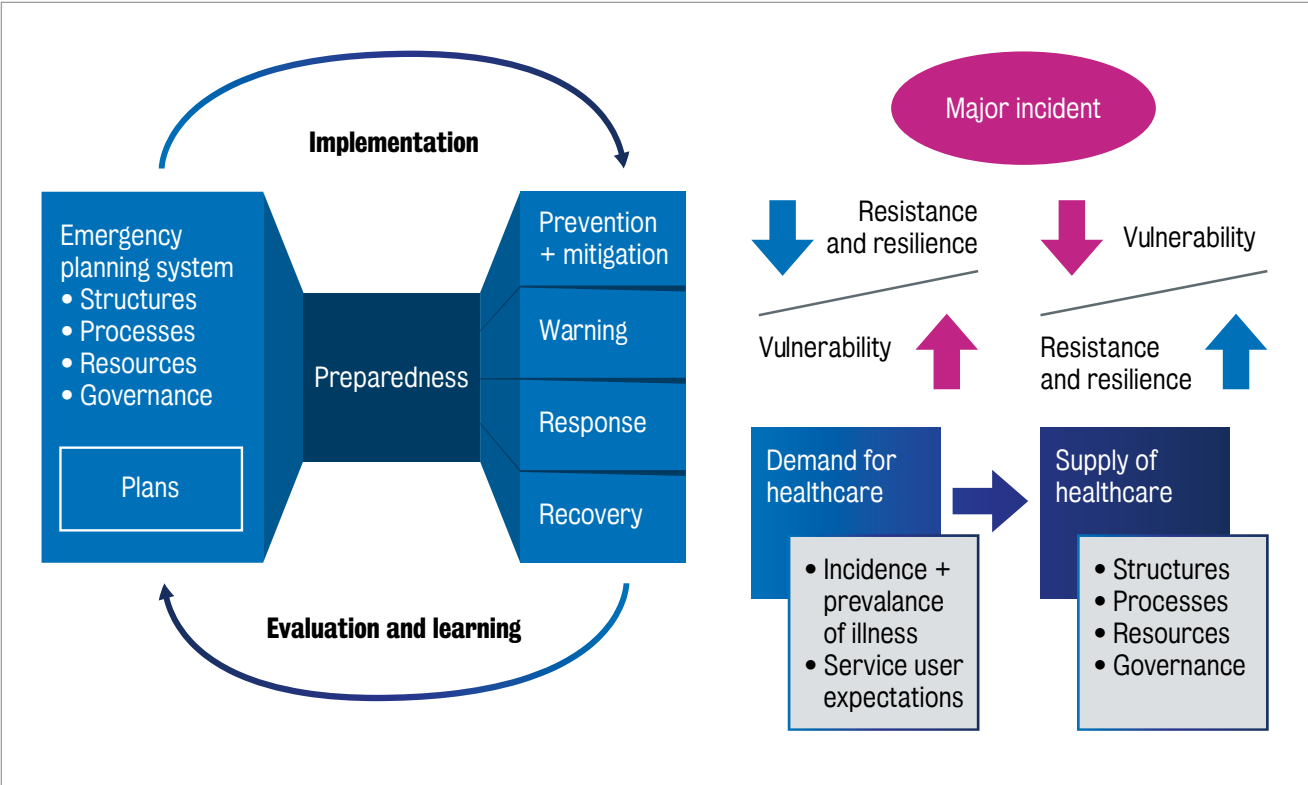 Implementation
Emergency
planning system
• Structures
• Processes
• Resources
• Governance
Plans
Preparedness
Prevention
+ mitigation
Warning
Response
Recovery
Evaluation and learning
Major incident
Resistance
and resilience
Vulnerability
Vulnerability
Resistance
and resilience
Demand for
healthcare
• Incidence +
prevalance
of illness
• Service user
expectations
Supply of
healthcare
• Structures
• Processes
• Resources
• Governance